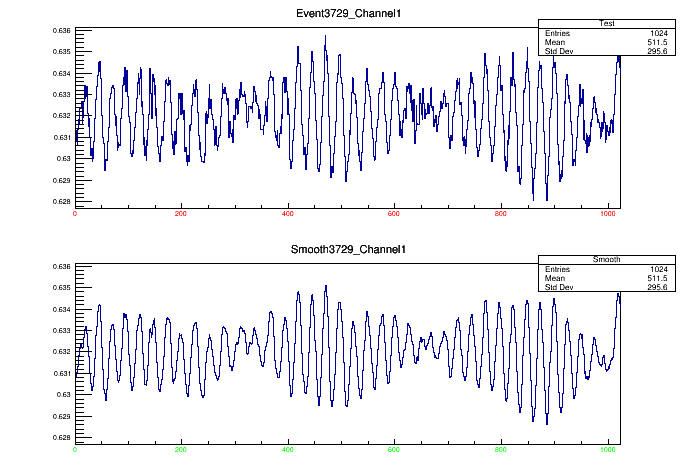 Event3729_Channel1
Test
Entries 1024
Mean 511.5
Std Dev 295.6
0.636
0.635
0.634
0.633
0.632
0.631
0.63
0.629
0.628
0 200 400 600 800 1000
Smooth3729_Channel1
Smooth
Entries 1024
Mean 511.5
Std Dev 295.6
0.636
0.635
0.634
0.633
0.632
0.631
0.63
0.629
0.628
0 200 400 600 800 1000